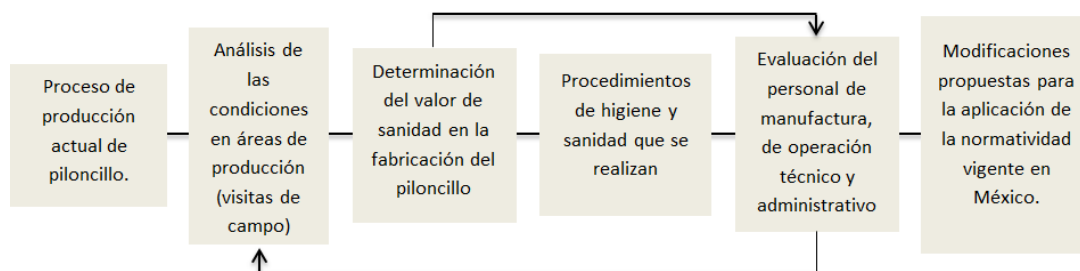 Proceso de
producción
actual de
piloncillo.
Análisis de
las
condiciones
en áreas de
producción
(visitas de
campo)
Determinación
del valor de
sanidad en la
fabricación del
piloncillo
Procedimientos
de higiene y
sanidad que se
realizan
Evaluación del
personal de
manufactura,
de operación
técnico y
administrativo
Modificaciones
propuestas para
la aplicación de
la normatividad
vigente en
México.